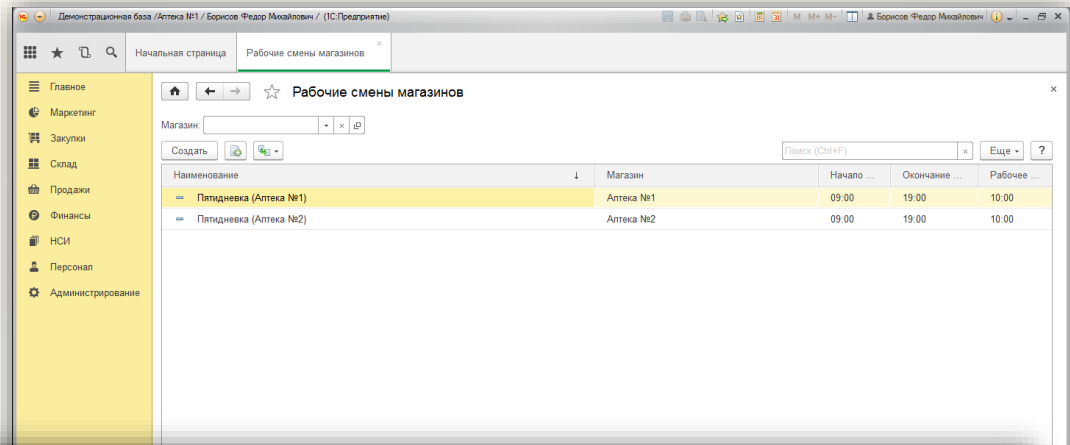 Демонстрационная база /Аптека №1 / Борисов Федор Михайлович / (1С:Предприятие)
M M+ M- Борисов Федор Михайлович
Начальная страница Рабочие смены магазинов
Главное
Маркетинг
Закупки
Склад
Продажи
Финансы
НСИ
Персонал
Администрирование
Рабочие смены магазинов
Магазин:
Создать Поиск (Ctrl+F) Еще ?
Наименование Магазин Начало ... Окончание ... Рабочее ...
Пятидневка (Аптека №1) Аптека №1 09:00 19:00 10:00
Пятидневка (Аптека №2) Аптека №2 09:00 19:00 10:00